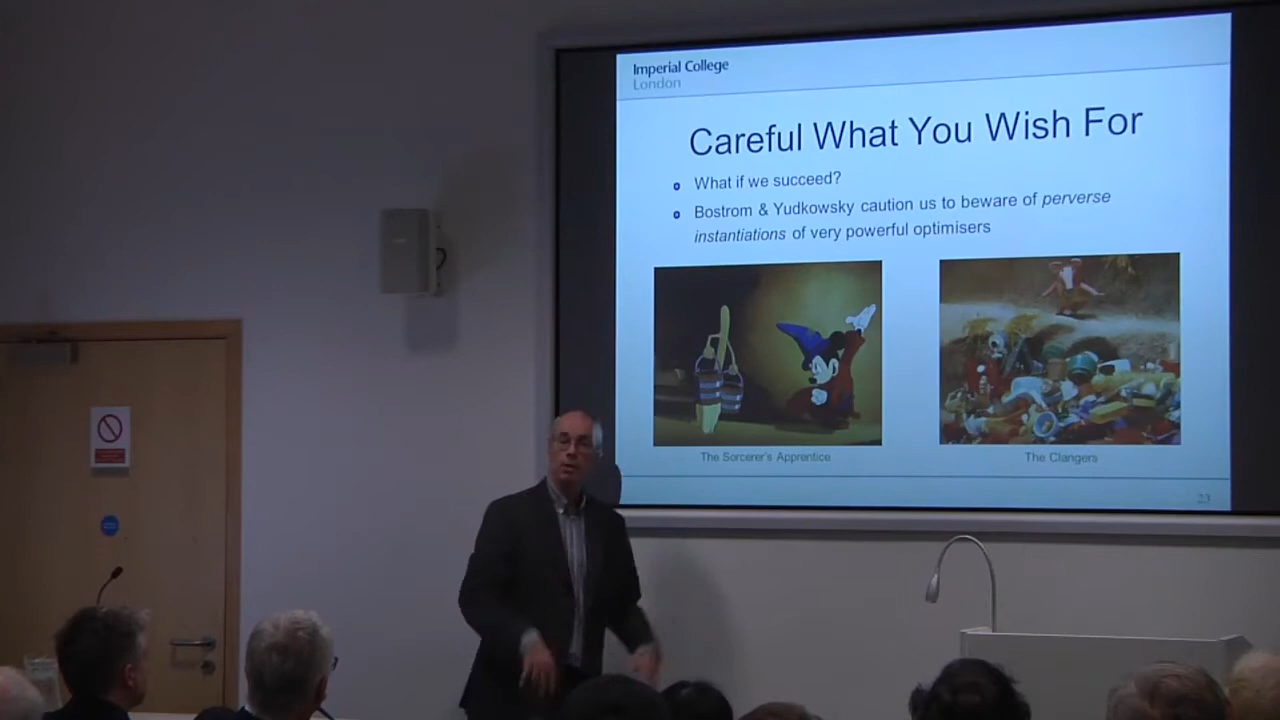 Imperial College
London
Careful What You Wish For
What if we succeed?
Bostrom & Yudkowsky caution us to beware of perverse
instantiations of very powerful optimisers
The Sorcerer's Apprentice
The Clangers
23